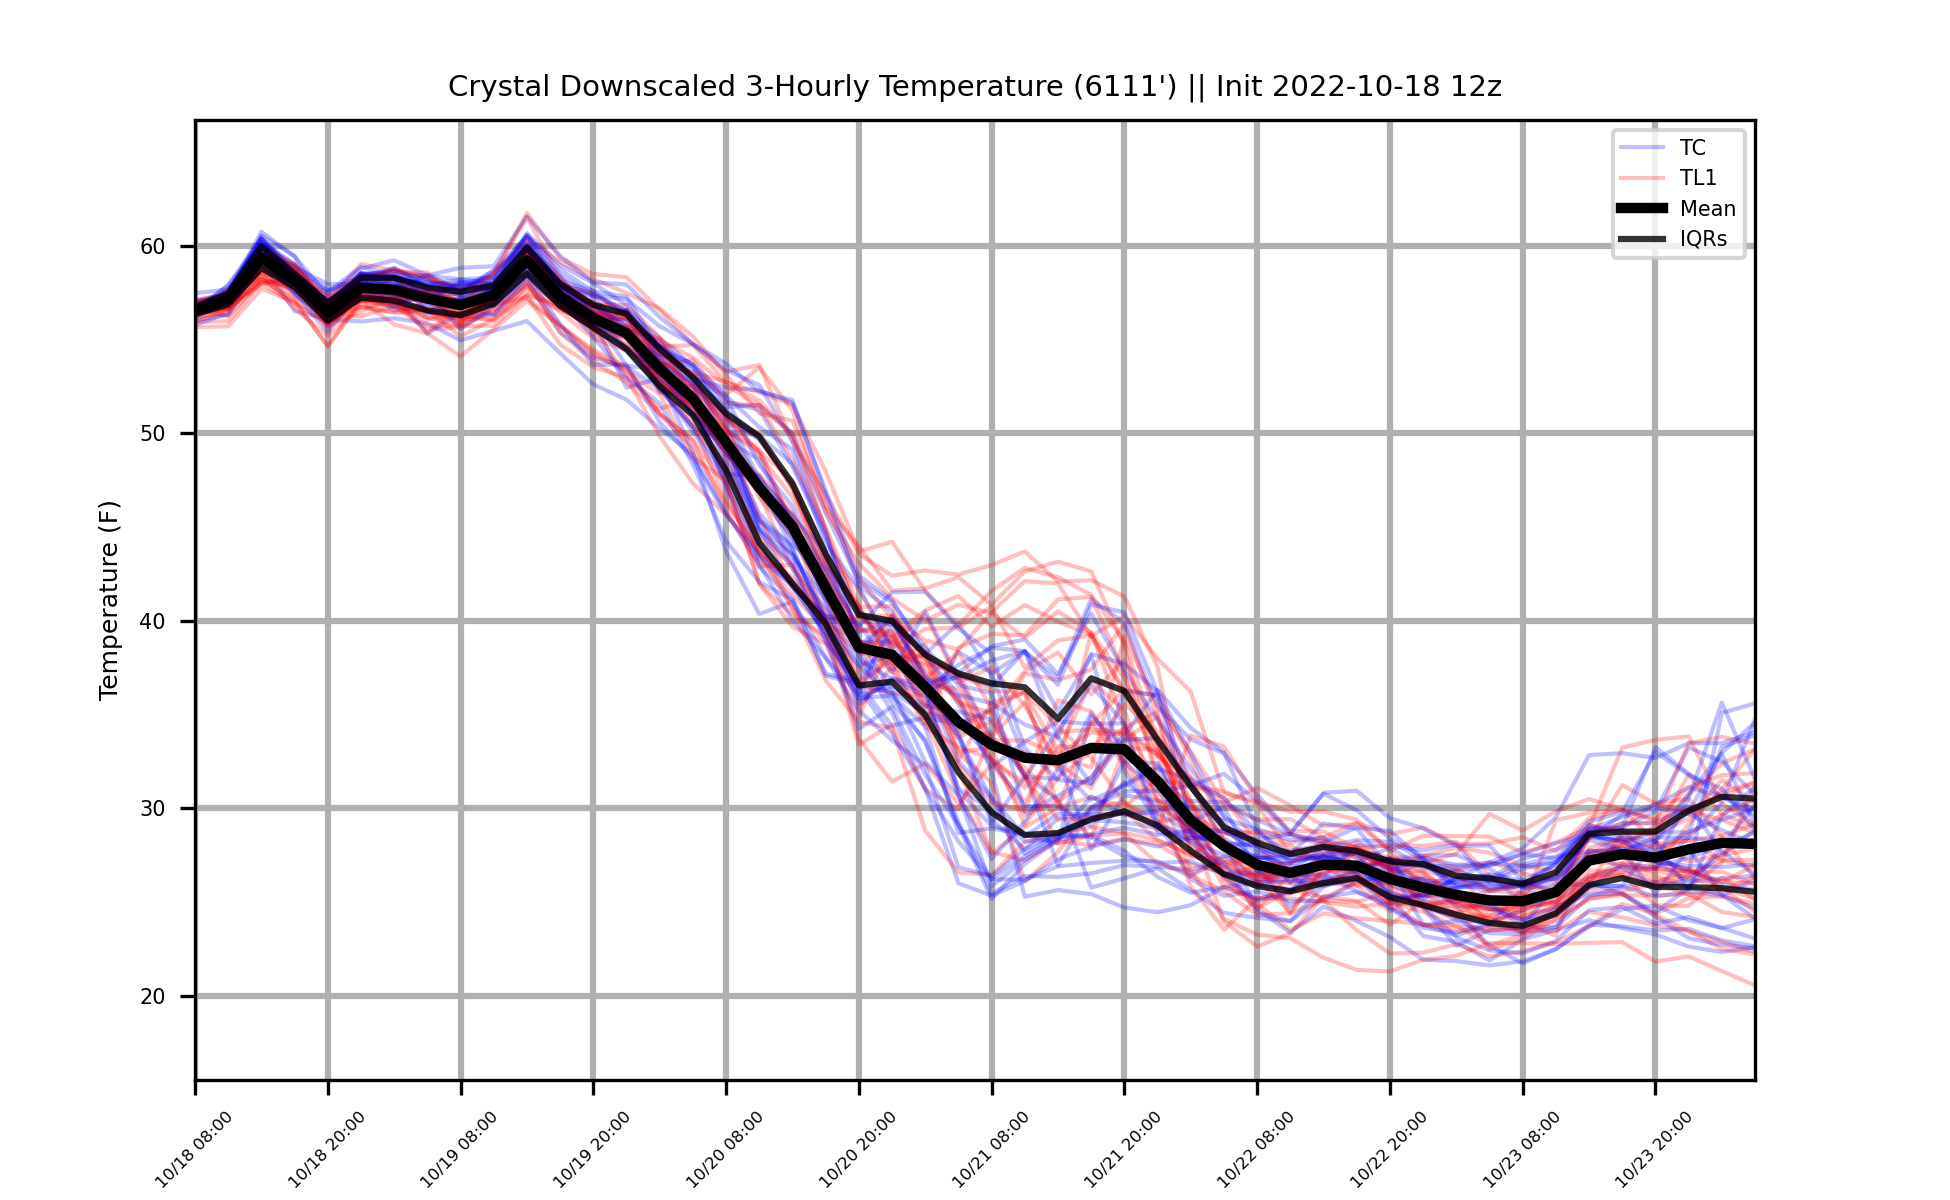 Crystal Downscaled 3-Hourly Temperature (6111') || Init 2022-10-18 12z
TC
TL1
Mean
IQRs
Temperature (F)
60
50
40
30
20
10/18 08:00
10/18 20:00
10/19 08:00
10/19 20:00
10/20 08:00
10/20 20:00
10/21 08:00
10/21 20:00
10/22 08:00
10/22 20:00
10/23 08:00
10/23 20:00